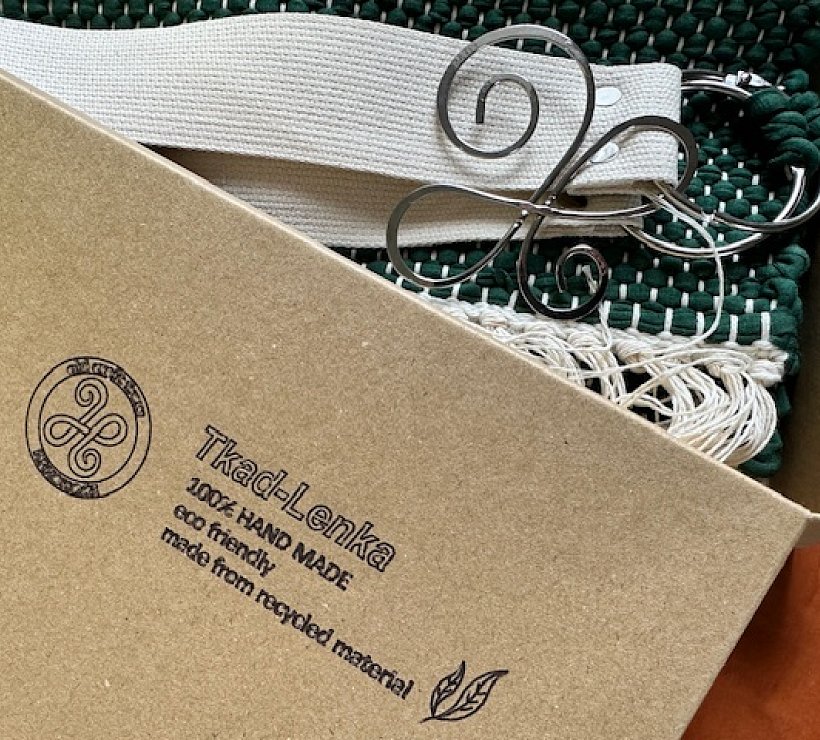 Tkad-Lenka
100% HAND MADE
eco friendly
made from recycled material